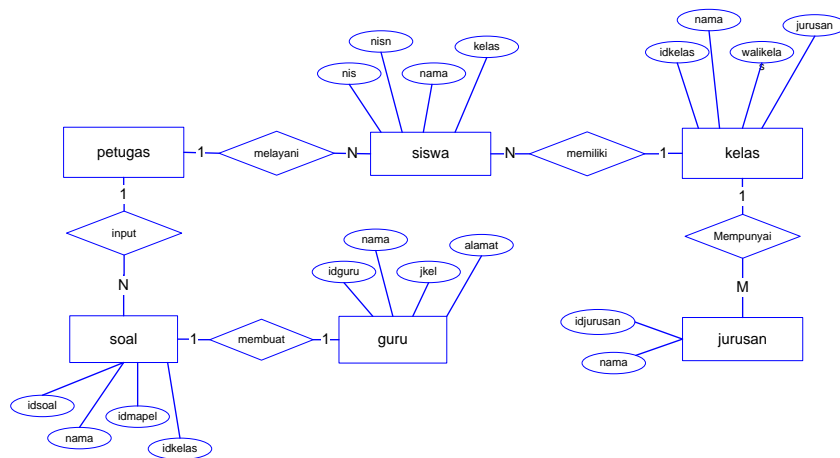 nama
jurusan
nisn
kelas
idkelas
walikelas
nis
nama
petugas
1
melayani
N
siswa
N
memiliki
1
kelas
1
1
input
Mempunyai
nama
alamat
idguru
jkel
N
M
soal
1
membuat
1
guru
idjurusan
jurusan
nama
idsoal
idmapel
nama
idkelas